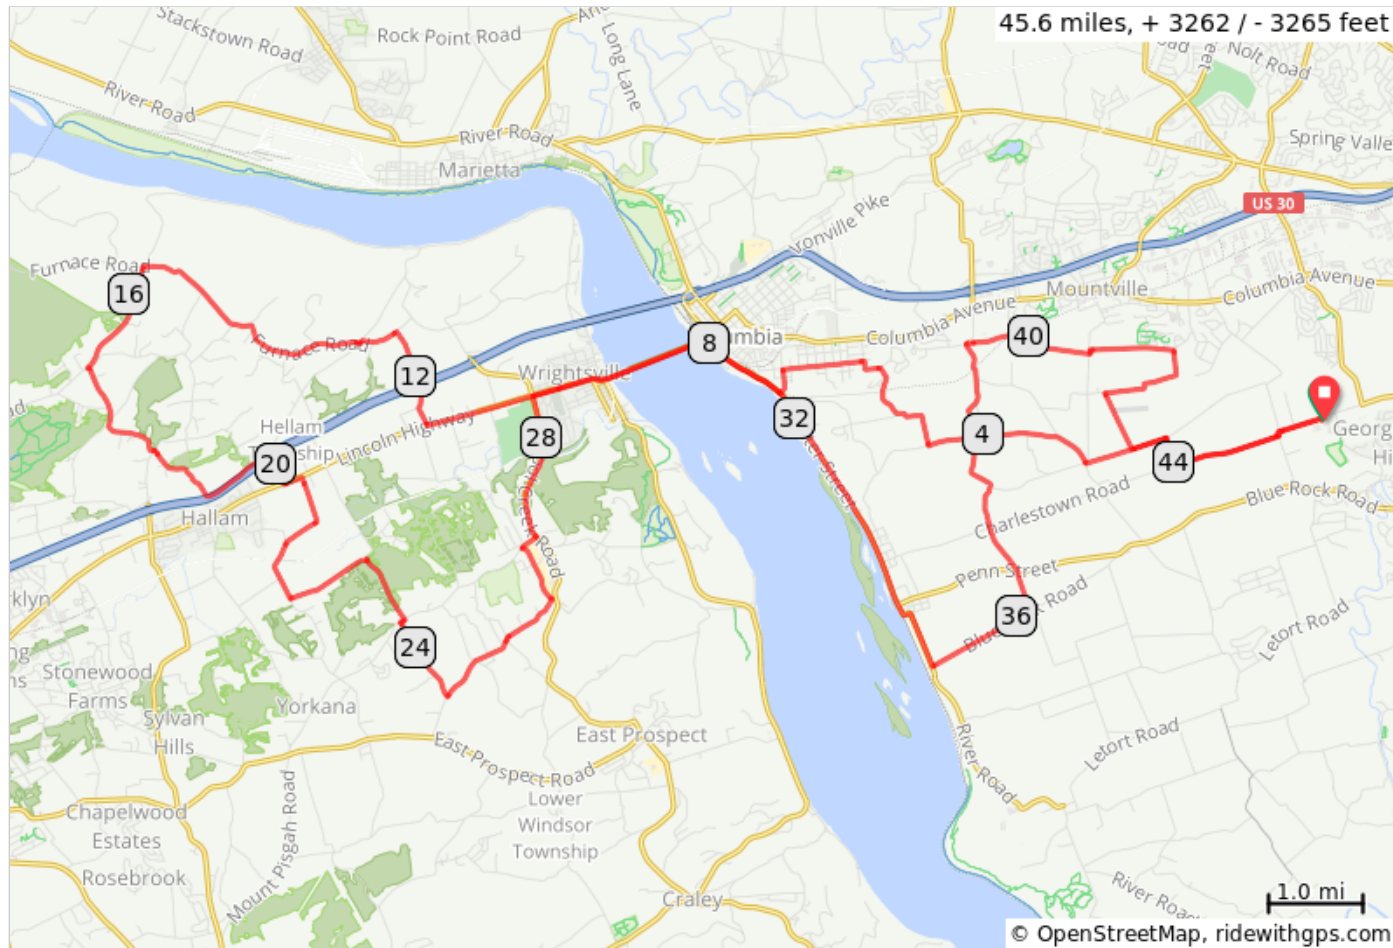 45.6 miles, + 3262 / - 3265 feet
Stackstown Road
Rock Point Road
Long Lane
Nolt Road
River Road
River Road
Spring Valle
Marietta
US 30
Pike
Furnace Road
16
Mountville
Columbia Avenue
Columbia Avenue
40
8
Furnace Road
12
Wrightsville
32
4
Hellam
28
Lincoln Highway
20
44
Georg
Hi
Charlestown Road
Blue Rock Road
Hallam
Penn Street
36
Road
Letort Road
24
Stonewood
Farms
Yorkana
Sylvan
Hills
East Prospect
East Prospect Road
Letort Road
River Road
Lower
Windsor
Township
Chapelwood
Estates
Mount Pisgah Road
Rosebrook
Craley
River Road
1.0 mi
© OpenStreetMap, ridewithgps.com